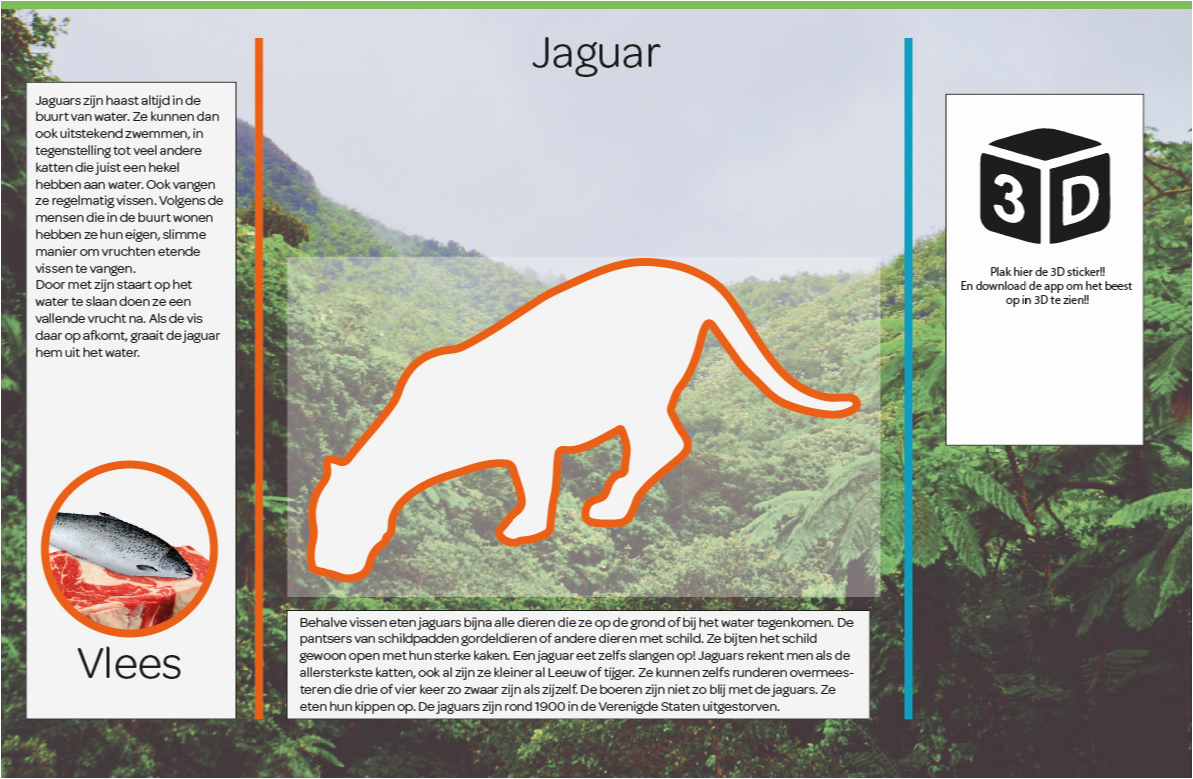 Jaguar
Jaguars zijn haast altijd in de
buurt van water. Ze kunnen dan
ook uitstekend zwemmen, in
tegenstelling tot veel andere
katten die juist een hekel
hebben aan water. Ook vangen
ze regelmatig vissen. Volgens de
mensen die in de buurt wonen
hebben ze hun eigen, slimme
manier om vruchten etende
vissen te vangen.
Door met zijn staart op het
water te slaan doen ze een
vallende vrucht na. Als de vis
daar op afkomt, graait de jaguar
hem uit het water.
Vlees
Behalve vissen eten jaguars bijna alle dieren die ze op de grond of bij het water tegenkomen. De
pantsers van schildpadden gordeldieren of andere dieren met schild. Ze bijten het schild
gewoon open met hun sterke kaken. Een jaguar eet zelfs slangen op! Jaguars rekent men als de
allersterkste katten, ook al zijn ze kleiner al Leeuw of tijger. Ze kunnen zelfs runderen overmees-
teren die drie of vier keer zo zwaar zijn als zijzelf. De boeren zijn niet zo blij met de jaguars. Ze
eten hun kippen op. De jaguars zijn rond 1900 in de Verenigde Staten uitgestorven.
3D
Plak hier de 3D sticker!!
En download de app om het beest
op in 3D te zien!!